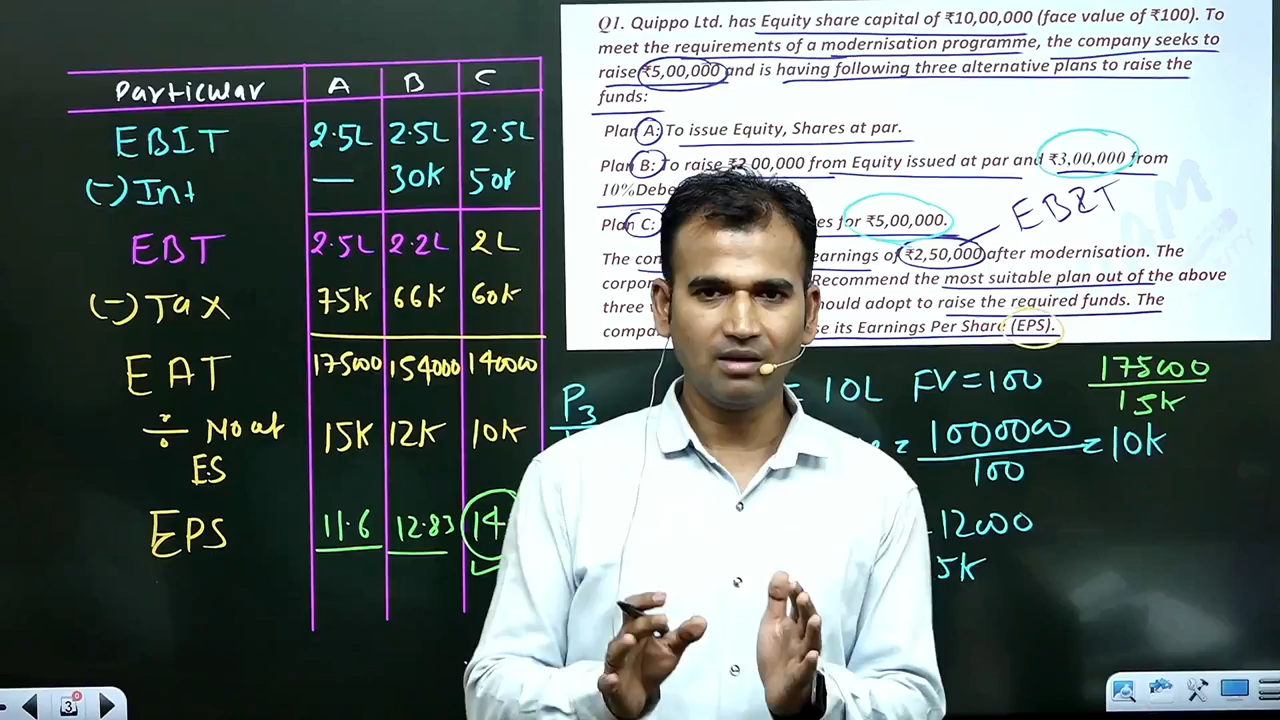 Q1. Quippo Ltd. has Equity share capital of ₹10,00,000 (face value of ₹100). To
meet the requirements of a modernisation programme, the company seeks to
raise ₹5,00,000 and is having following three alternative plans to raise the
funds:
Plan A: To issue Equity, Shares at par.
Plan B: To raise ₹2,00,000 from Equity issued at par and ₹3,00,000 from
10%Debe
Plan C: es for ₹5,00,000.
EBIT
The earnings of ₹2,50,000 after modernisation. The
corpor Recommend the most suitable plan out of the above
three ould adopt to raise the required funds. The
compa se its Earnings Per Share (EPS).
Particular A B C
EBIT 2.5L 2.5L 2.5L
(-) Int — 30K 50K
EBT 2.5L 2.2L 2L
(-) Tax 75K 66K 60K
EAT 175000 154000 140000
÷ No of ES 15K 12K 10K
EPS 11.6 12.83 14
P3
= 10L FV = 100
1000000 / 100 = 10K
12000
5K
175000 / 15K
3